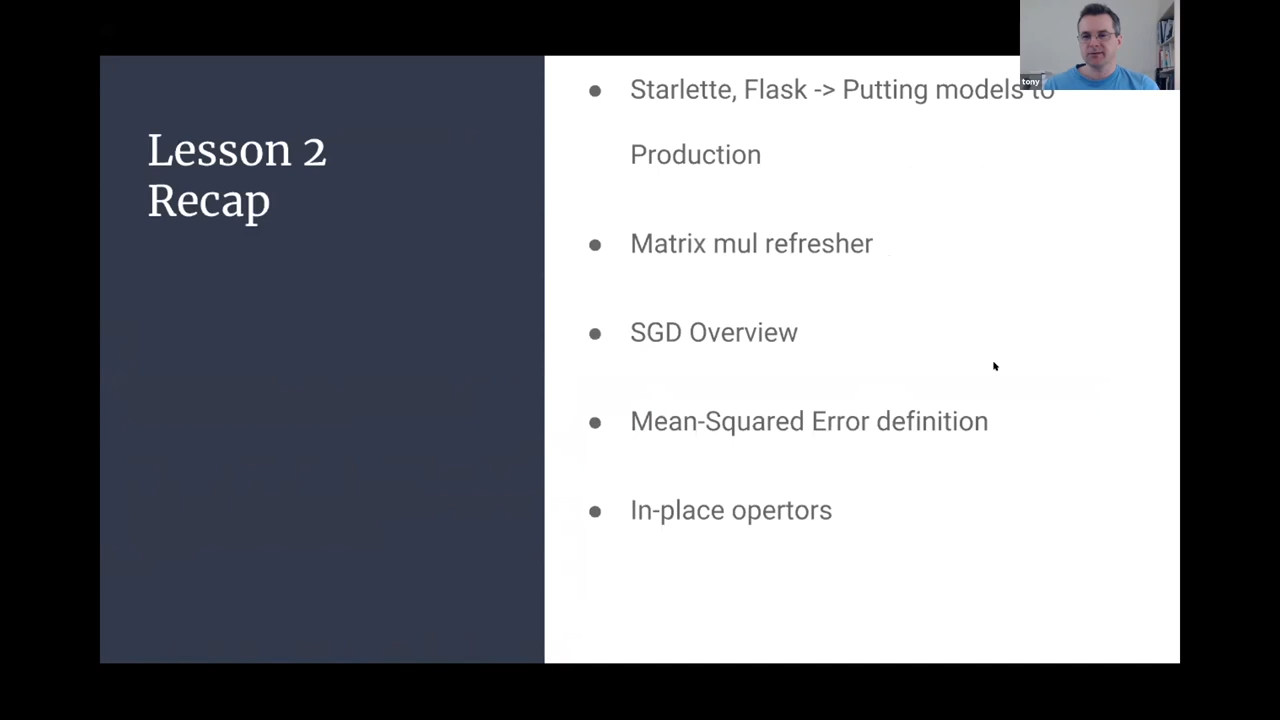 Lesson 2
Recap
● Starlette, Flask -> Putting models to
Production
● Matrix mul refresher
● SGD Overview
● Mean-Squared Error definition
● In-place opertors
tony